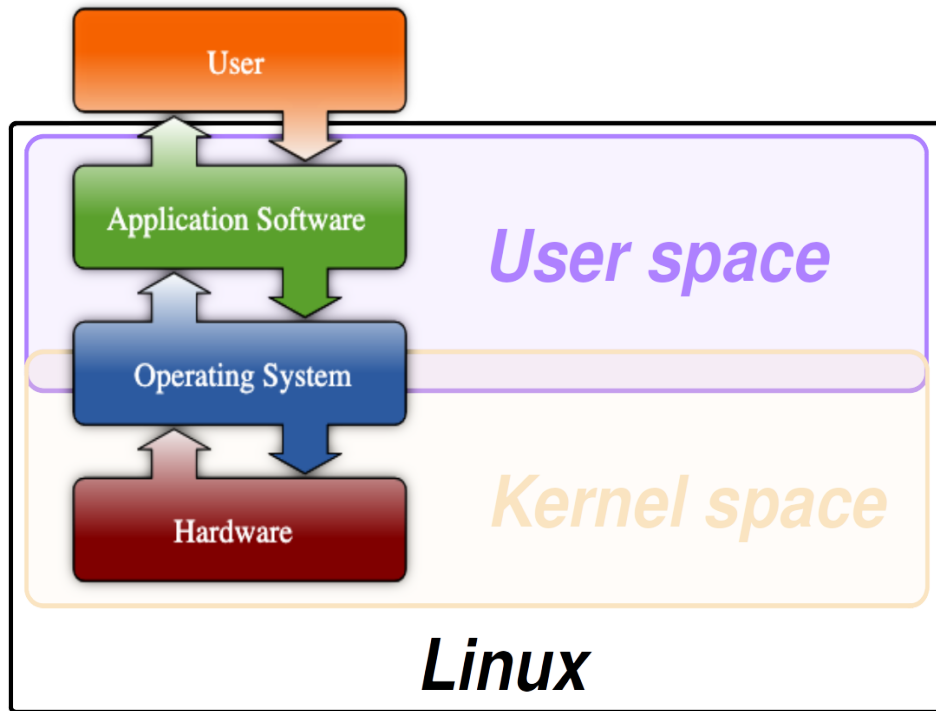 User
Application Software
User space
Operating System
Kernel space
Hardware
Linux